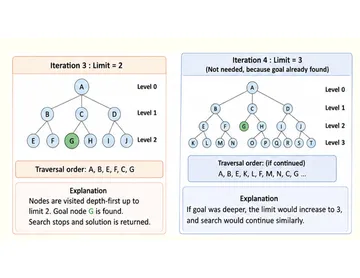 Iteration 3 : Limit = 2
A
Level 0
B C D
Level 1
E F G H I J
Level 2
Traversal order: A, B, E, F, C, G
Explanation
Nodes are visited depth-first up to
limit 2. Goal node G is found.
Search stops and solution is returned.
Iteration 4 : Limit = 3
(Not needed, because goal already found)
A
Level 0
B C D
Level 1
E F G H I J
Level 2
K L M N O P Q R S T
Level 3
Traversal order: (if continued)
A, B, E, K, L, F, M, N, C, G ...
Explanation
If goal was deeper, the limit would increase to 3,
and search would continue similarly.